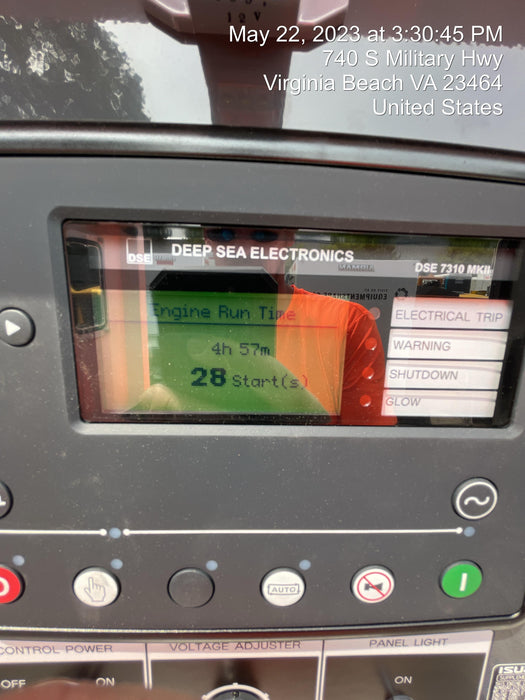 12V
May 22, 2023 at 3:30:45 PM
740 S Military Hwy
Virginia Beach VA 23464
United States
DSE
DEEP SEA ELECTRONICS
DSE 7310 MKII
Engine Run Time
4h 57m
28 Start(s)
ELECTRICAL TRIP
WARNING
SHUTDOWN
GLOW
AUTO
CONTROL POWER
OFF ON
VOLTAGE ADJUSTER
PANEL LIGHT
ON